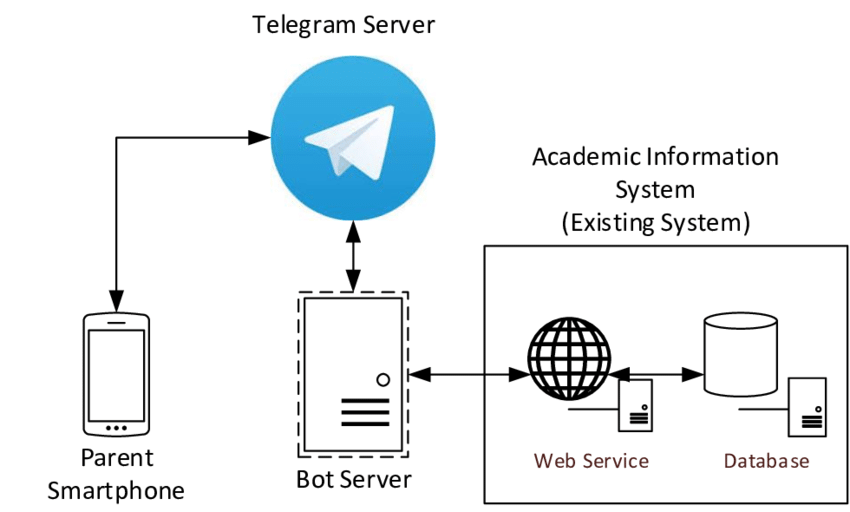 Telegram Server
Academic Information
System
(Existing System)
Parent
Smartphone
Bot Server
Web Service
Database